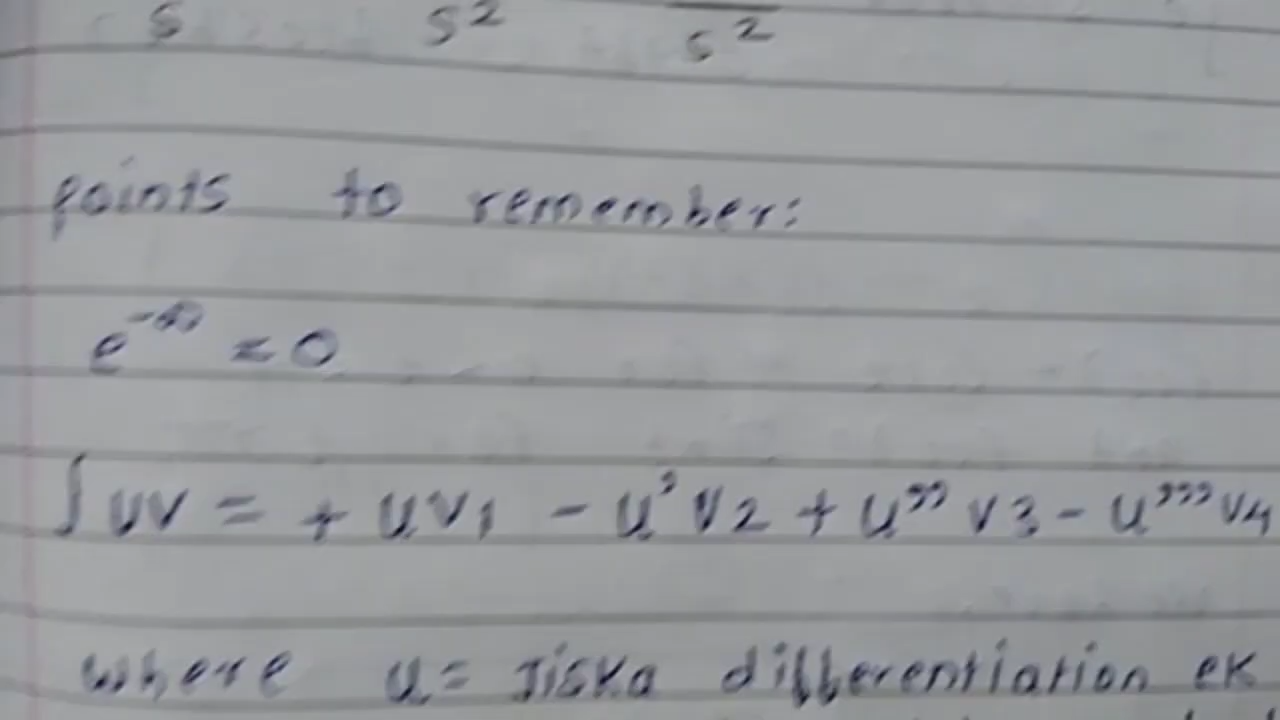 s s² s²
points to remember:
e^-∞ = 0
∫uv = + uv₁ - u'v2 + u''v3 - u'''v4
where u = Jiska differentiation ek